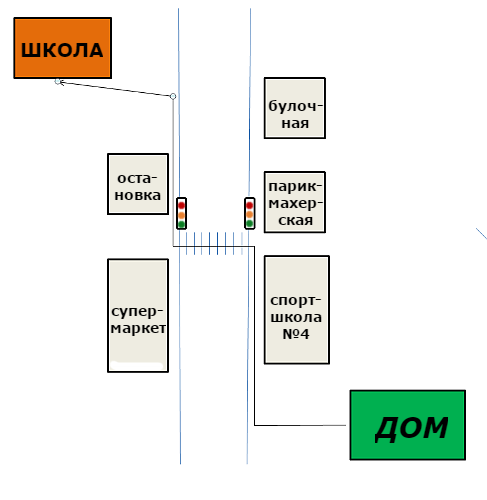 ШКОЛА
булоч-
ная
оста-
новка
парик-
махер-
ская
супер-
маркет
спорт-
школа
№4
ДОМ